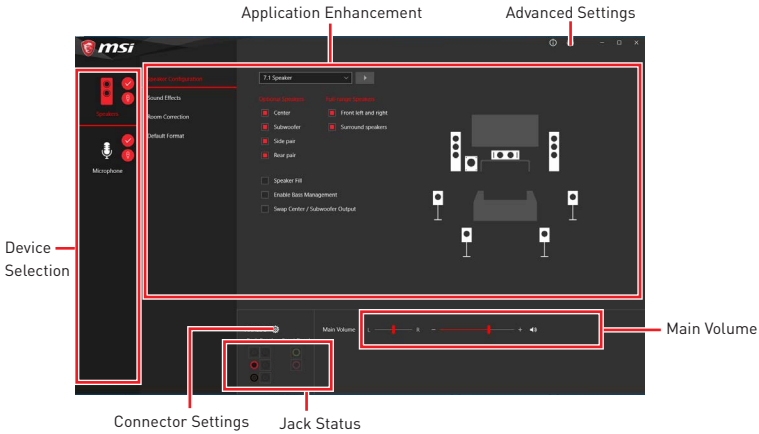 Application Enhancement
Advanced Settings
msi
Speaker Configuration
Sound Effects
Room Correction
Default Format
Speakers
Microphone
7.1 Speaker
Optional Speakers
Full-range Speakers
Center
Front left and right
Subwoofer
Surround speakers
Side pair
Rear pair
Speaker Fill
Enable Bass Management
Swap Center / Subwoofer Output
Device
Selection
Main Volume
L
R
Main Volume
Connector Settings
Jack Status